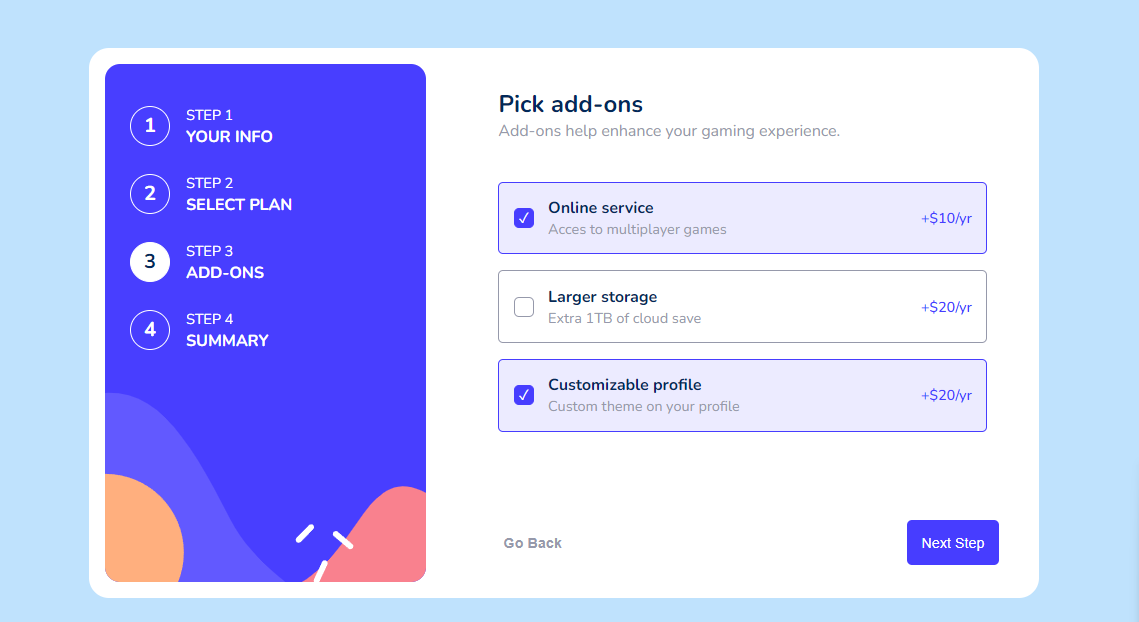 1
STEP 1
YOUR INFO
2
STEP 2
SELECT PLAN
3
STEP 3
ADD-ONS
4
STEP 4
SUMMARY
Pick add-ons
Add-ons help enhance your gaming experience.
Online service
Acces to multiplayer games
+$10/yr
Larger storage
Extra 1TB of cloud save
+$20/yr
Customizable profile
Custom theme on your profile
+$20/yr
Go Back
Next Step